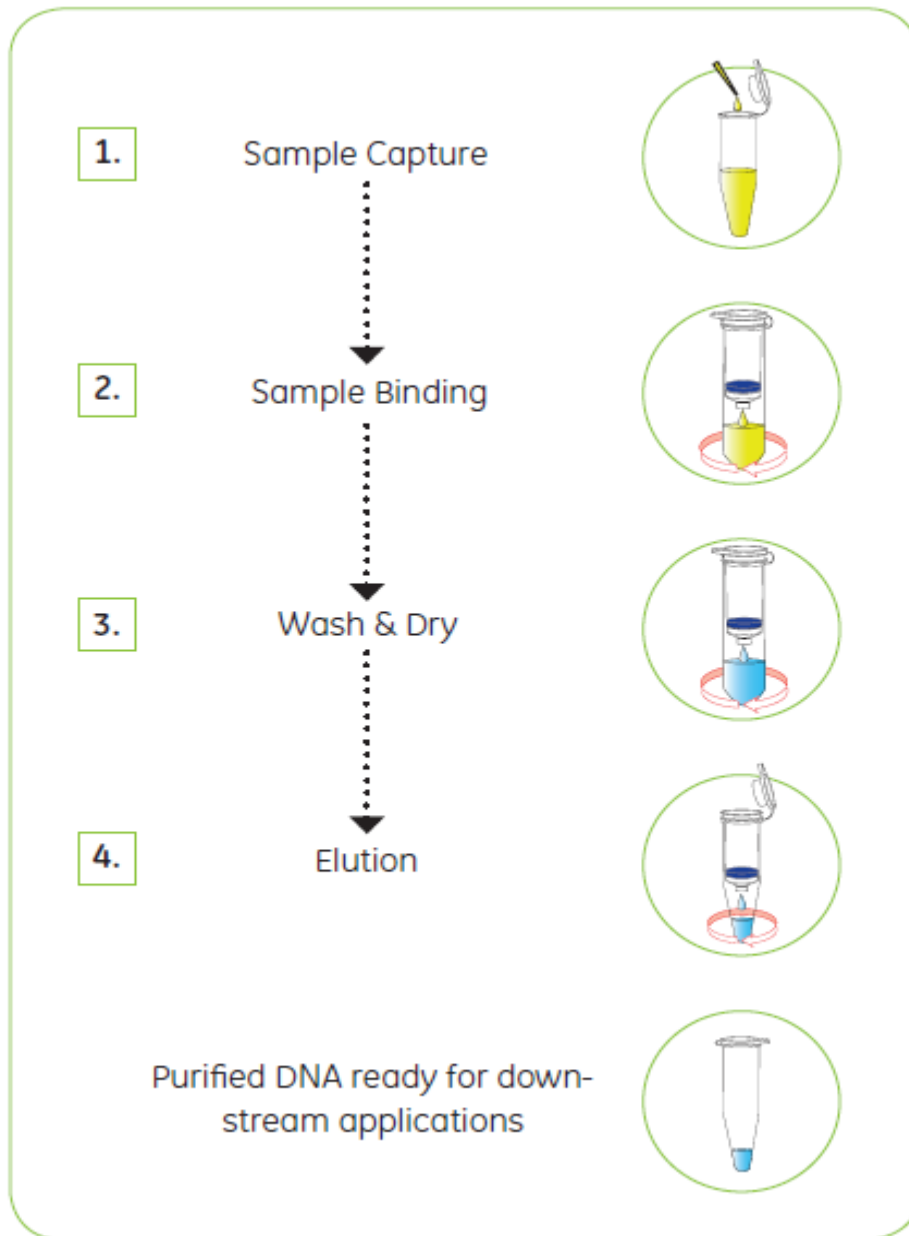 1.
Sample Capture
2.
Sample Binding
3.
Wash & Dry
4.
Elution
Purified DNA ready for down-
stream applications